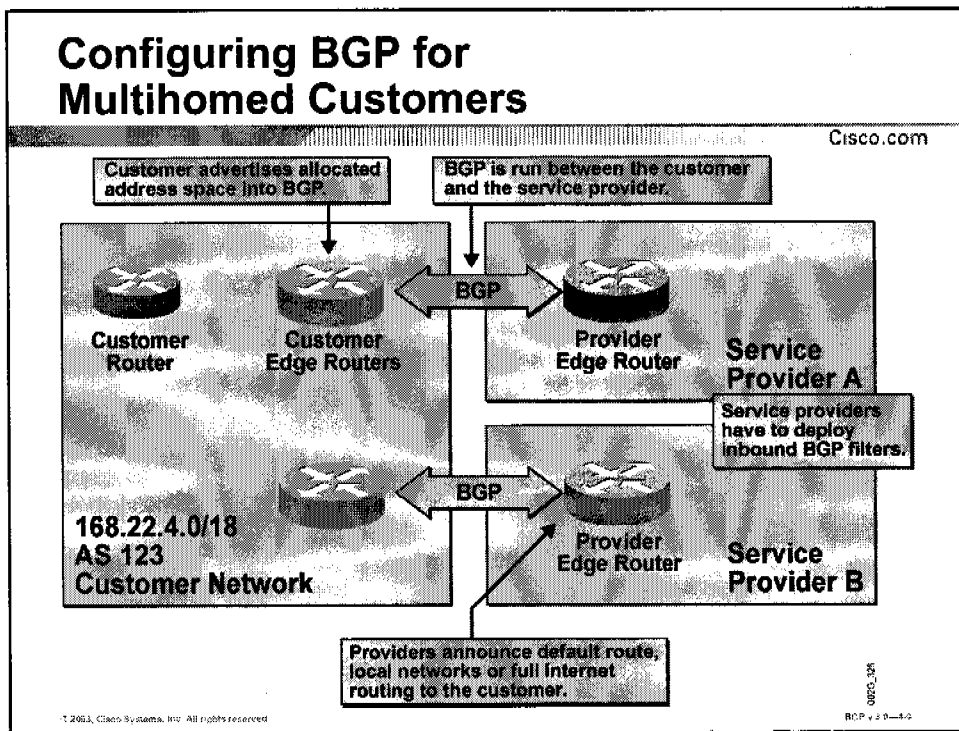 Configuring BGP for
Multihomed Customers
Cisco.com
Customer advertises allocated
address space into BGP.
BGP is run between the customer
and the service provider.
BGP
Customer
Router
Customer
Edge Routers
Provider
Edge Router
Service
Provider A
Service providers
have to deploy
inbound BGP filters.
BGP
168.22.4.0/18
AS 123
Customer Network
Provider
Edge Router
Service
Provider B
Providers announce default route,
local networks or full Internet
routing to the customer.
2003, Cisco Systems, Inc. All rights reserved